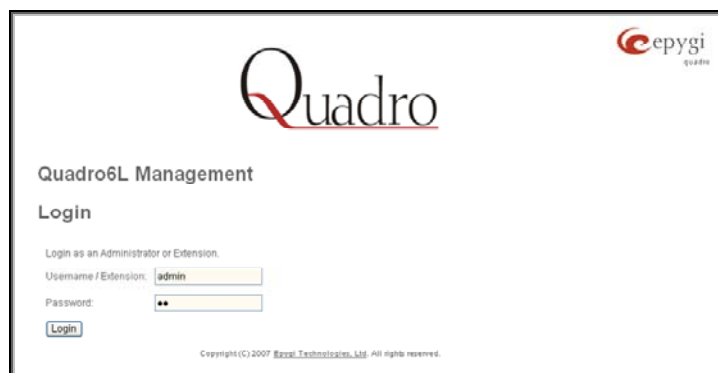 epygi
quadro
Quadro
Quadro6L Management
Login
Login as an Administrator or Extension.
Username / Extension: admin
Password: ●●
Login
Copyright (C) 2007 Epygi Technologies, Ltd. All rights reserved.